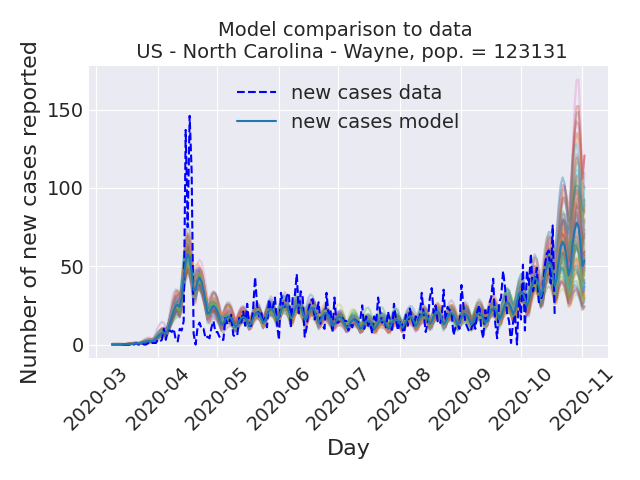 Model comparison to data
US - North Carolina - Wayne, pop. = 123131
new cases data
new cases model
Number of new cases reported
150
100
50
0
2020-03
2020-04
2020-05
2020-06
2020-07
2020-08
2020-09
2020-10
2020-11
Day